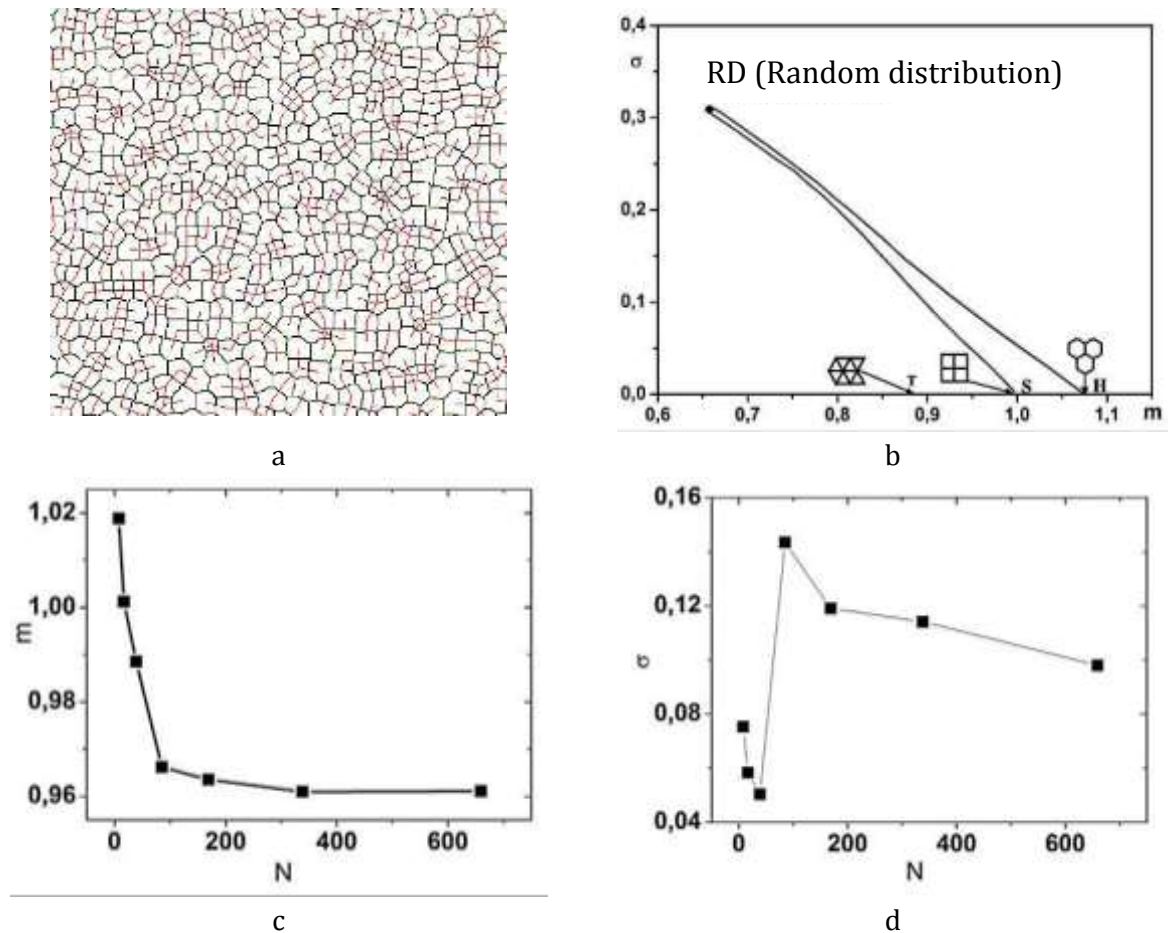 0,4
σ
RD (Random distribution)
0,3
0,2
0,1
T
S
H
0,0
0,6
0,7
0,8
0,9
1,0
1,1
m
a
b
1,02
1,00
m
0,98
0,96
0
200
400
600
N
c
0,16
0,12
σ
0,08
0,04
0
200
400
600
N
d